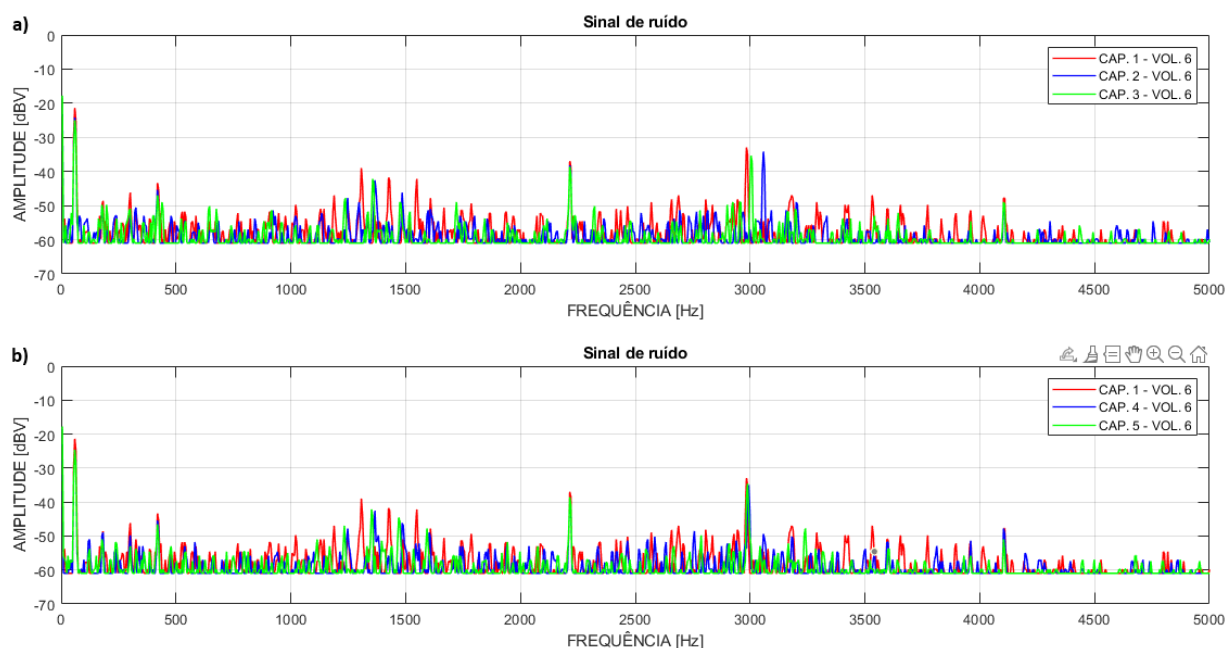 a)
Sinal de ruído
0
-10
-20
-30
-40
-50
-60
-70
AMPLITUDE [dBV]
CAP. 1 - VOL. 6
CAP. 2 - VOL. 6
CAP. 3 - VOL. 6
0 500 1000 1500 2000 2500 3000 3500 4000 4500 5000
FREQUÊNCIA [Hz]
b)
Sinal de ruído
0
-10
-20
-30
-40
-50
-60
-70
AMPLITUDE [dBV]
CAP. 1 - VOL. 6
CAP. 4 - VOL. 6
CAP. 5 - VOL. 6
0 500 1000 1500 2000 2500 3000 3500 4000 4500 5000
FREQUÊNCIA [Hz]